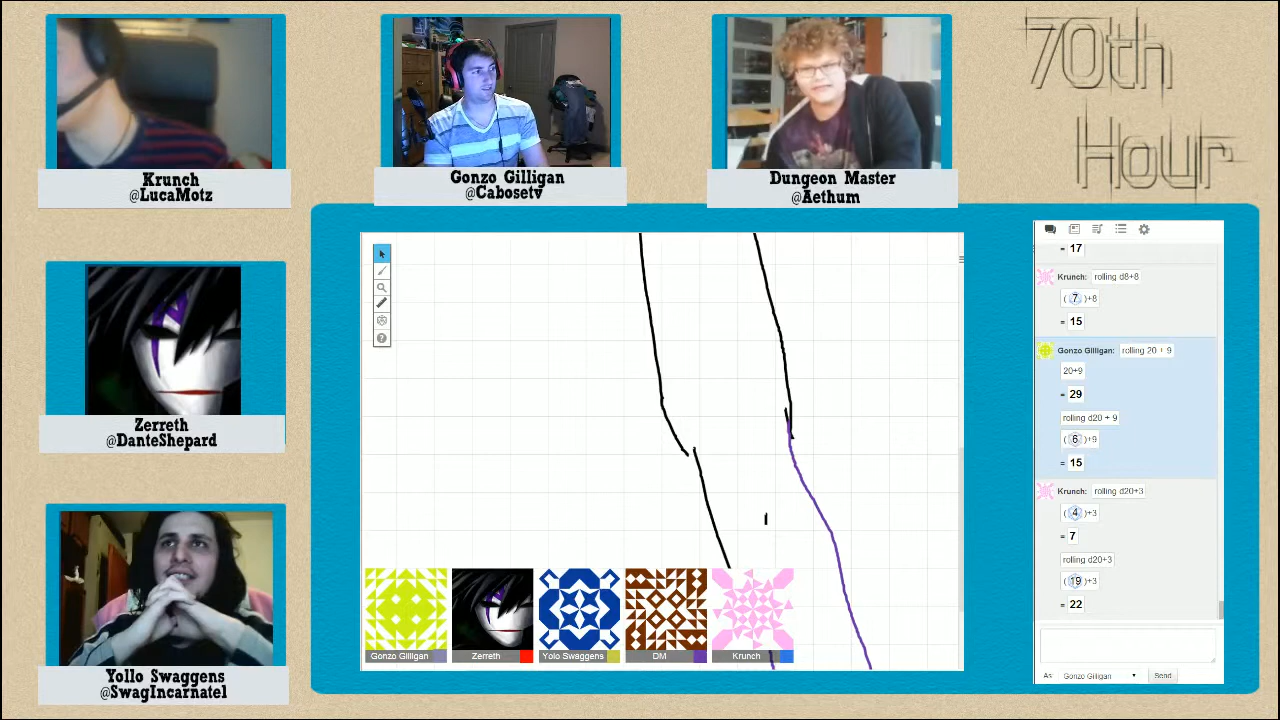 70th
Hour
Krunch
@LucaMotz
Gonzo Gilligan
@Cabosetv
Dungeon Master
@Aethum
Zerreth
@DanteShepard
Yollo Swaggens
@SwagIncarnateI
= 17
Krunch: rolling d8+8
(7)+8
= 15
Gonzo Gilligan: rolling 20 + 9
20+9
= 29
rolling d20 + 9
(6)+9
= 15
Krunch: rolling d20+3
(4)+3
= 7
rolling d20+3
(19)+3
= 22
As Gonzo Gilligan Send
Gonzo Gilligan
Zerreth
Yolo Swaggens
DM
Krunch